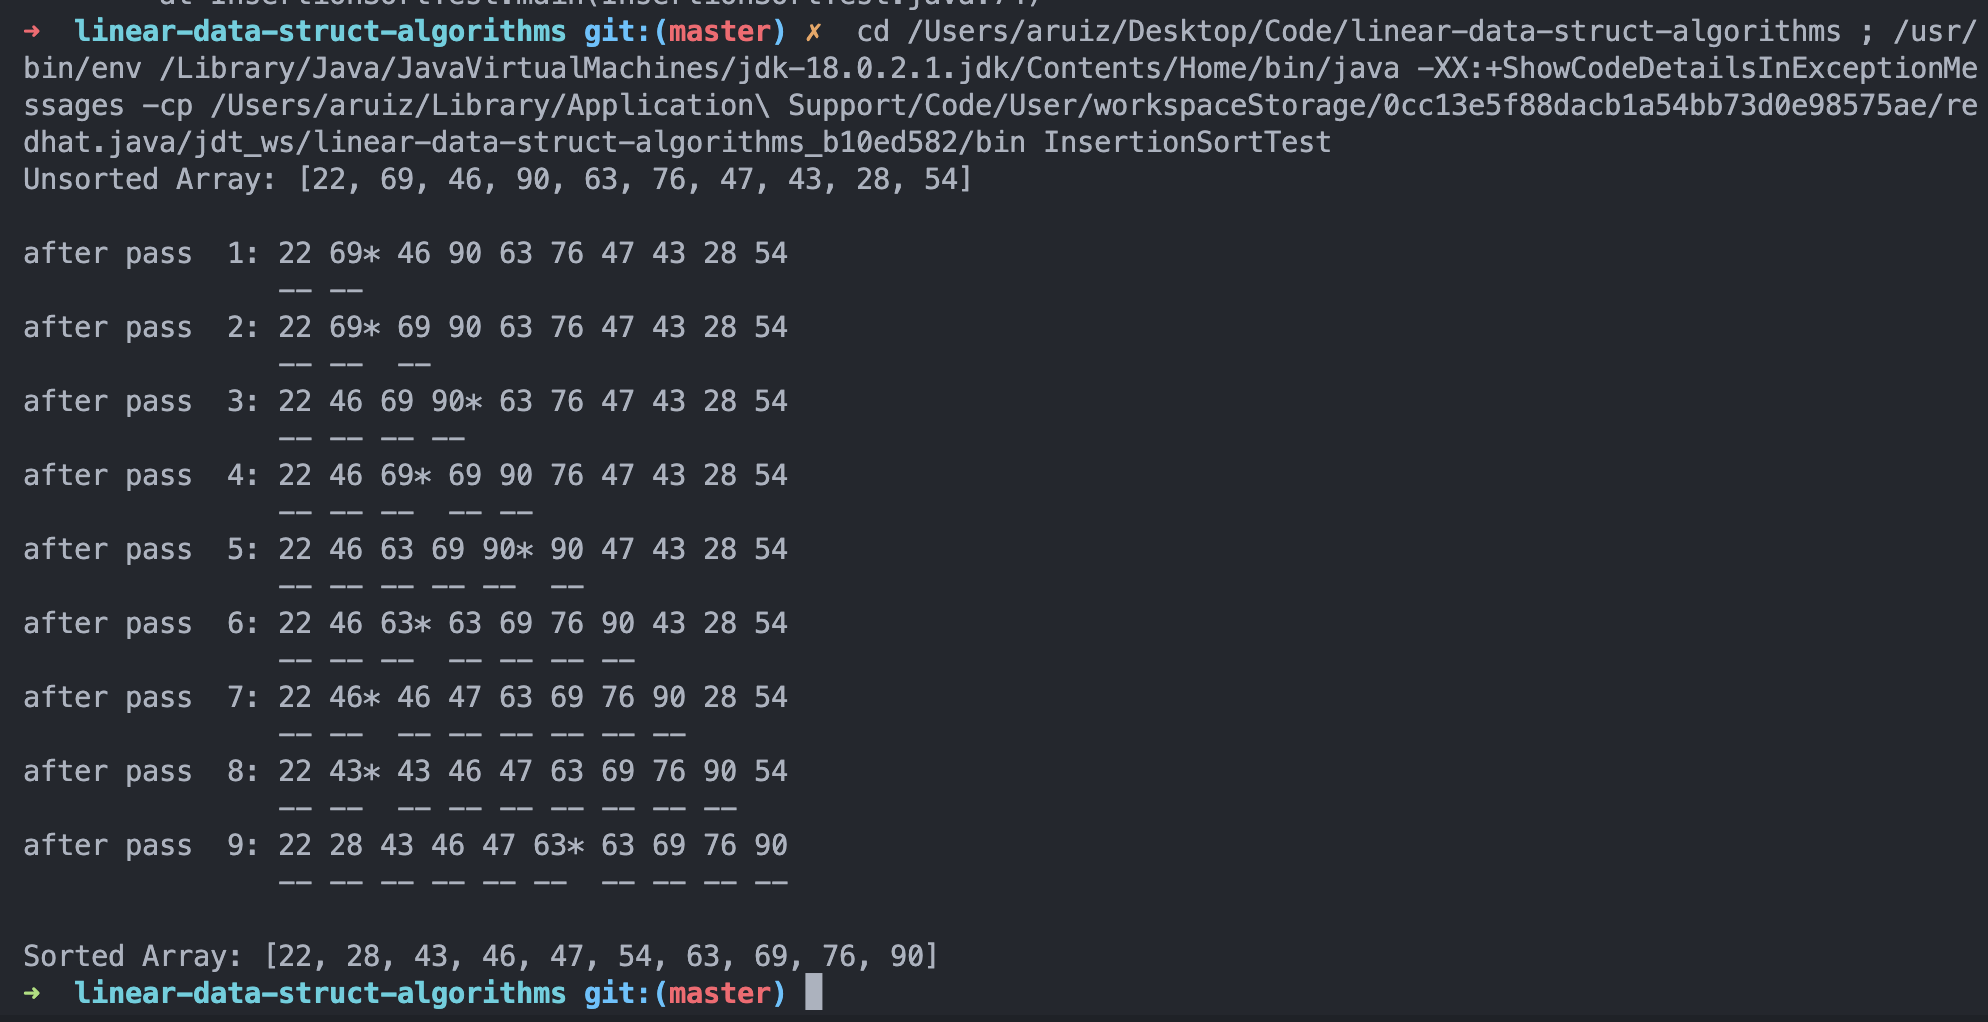 at InsertionSortTest.main(InsertionSortTest.java:74)
➜  linear-data-struct-algorithms git:(master) ✗  cd /Users/aruiz/Desktop/Code/linear-data-struct-algorithms ; /usr/
bin/env /Library/Java/JavaVirtualMachines/jdk-18.0.2.1.jdk/Contents/Home/bin/java -XX:+ShowCodeDetailsInExceptionMe
ssages -cp /Users/aruiz/Library/Application\ Support/Code/User/workspaceStorage/0cc13e5f88dacb1a54bb73d0e98575ae/re
dhat.java/jdt_ws/linear-data-struct-algorithms_b10ed582/bin InsertionSortTest
Unsorted Array: [22, 69, 46, 90, 63, 76, 47, 43, 28, 54]
after pass  1: 22 69* 46 90 63 76 47 43 28 54
               -- --
after pass  2: 22 69* 69 90 63 76 47 43 28 54
               -- --  --
after pass  3: 22 46 69 90* 63 76 47 43 28 54
               -- -- -- --
after pass  4: 22 46 69* 69 90 76 47 43 28 54
               -- -- --  -- --
after pass  5: 22 46 63 69 90* 90 47 43 28 54
               -- -- -- -- --  --
after pass  6: 22 46 63* 63 69 76 90 43 28 54
               -- -- --  -- -- -- --
after pass  7: 22 46* 46 47 63 69 76 90 28 54
               -- --  -- -- -- -- -- --
after pass  8: 22 43* 43 46 47 63 69 76 90 54
               -- --  -- -- -- -- -- -- --
after pass  9: 22 28 43 46 47 63* 63 69 76 90
               -- -- -- -- -- --  -- -- -- --
Sorted Array: [22, 28, 43, 46, 47, 54, 63, 69, 76, 90]
➜  linear-data-struct-algorithms git:(master)